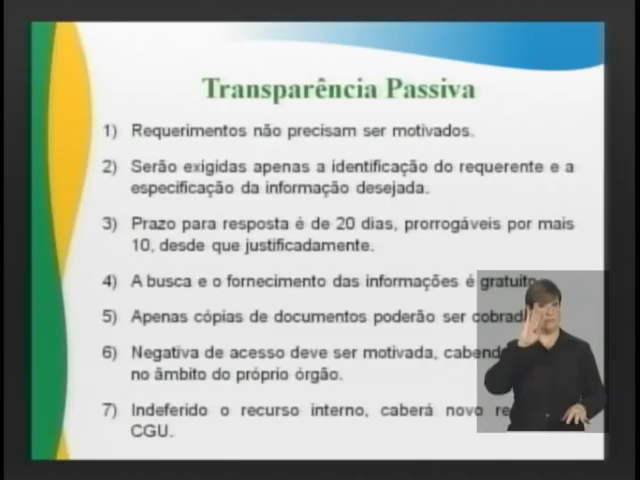 Transparência Passiva
1) Requerimentos não precisam ser motivados.
2) Serão exigidas apenas a identificação do requerente e a
especificação da informação desejada.
3) Prazo para resposta é de 20 dias, prorrogáveis por mais
10, desde que justificadamente.
4) A busca e o fornecimento das informações é gratuito
5) Apenas cópias de documentos poderão ser
6) Negativa de acesso deve ser motivada,
no âmbito do próprio órgão.
7) Indeferido o recurso interno, caberá novo
CGU.